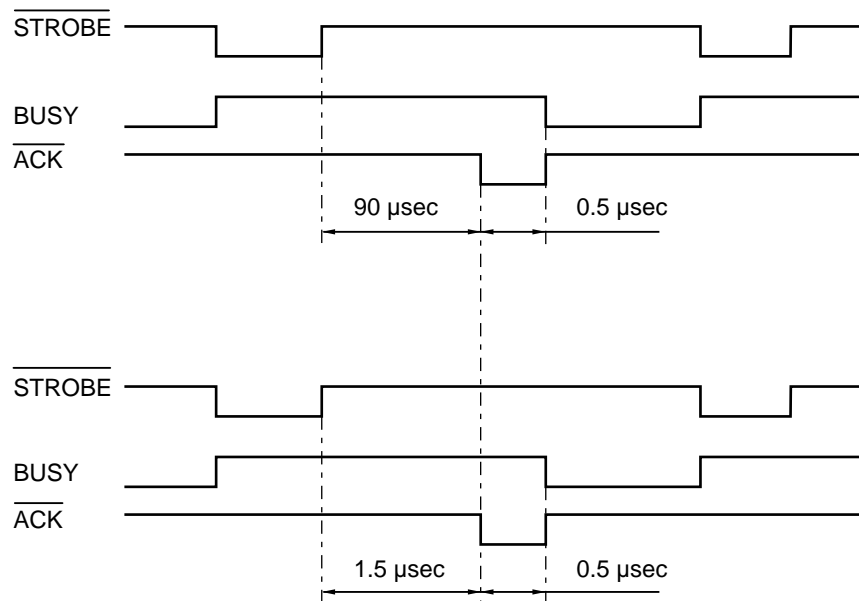 STROBE
BUSY
ACK
90 µsec 0.5 µsec
STROBE
BUSY
ACK
1.5 µsec 0.5 µsec